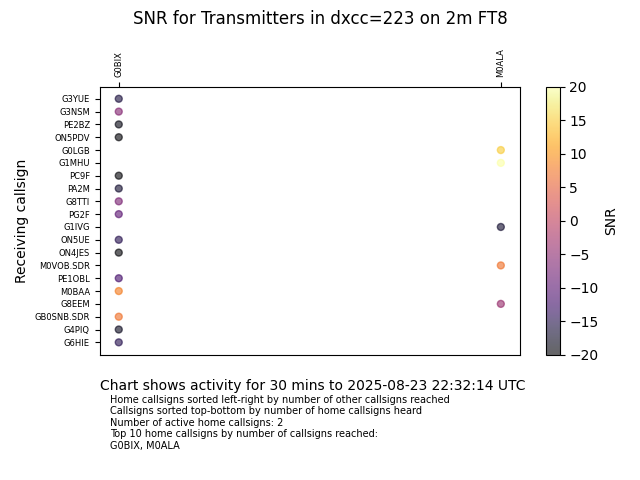 SNR for Transmitters in dxcc=223 on 2m FT8
G0BIX
M0ALA
G3YUE
G3NSM
PE2BZ
ON5PDV
G0LGB
G1MHU
PC9F
PA2M
G8TTI
PG2F
G1IVG
ON5UE
ON4JES
M0VOB.SDR
PE1OBL
M0BAA
G8EEM
GB0SNB.SDR
G4PIQ
G6HIE
Receiving callsign
20
15
10
5
0
−5
−10
−15
−20
SNR
Chart shows activity for 30 mins to 2025-08-23 22:32:14 UTC
Home callsigns sorted left-right by number of other callsigns reached
Callsigns sorted top-bottom by number of home callsigns heard
Number of active home callsigns: 2
Top 10 home callsigns by number of callsigns reached:
G0BIX, M0ALA